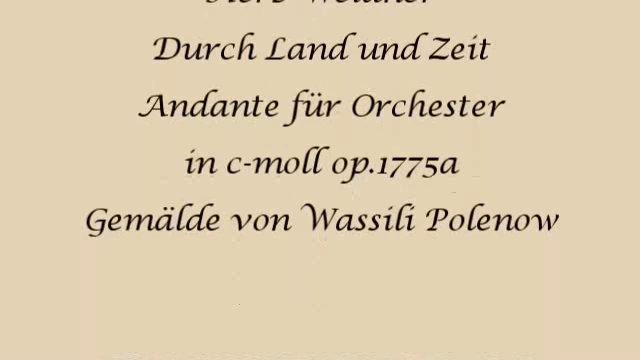 Durch Land und Zeit
Andante für Orchester
in c-moll op.1775a
Gemälde von Wassili Polenow